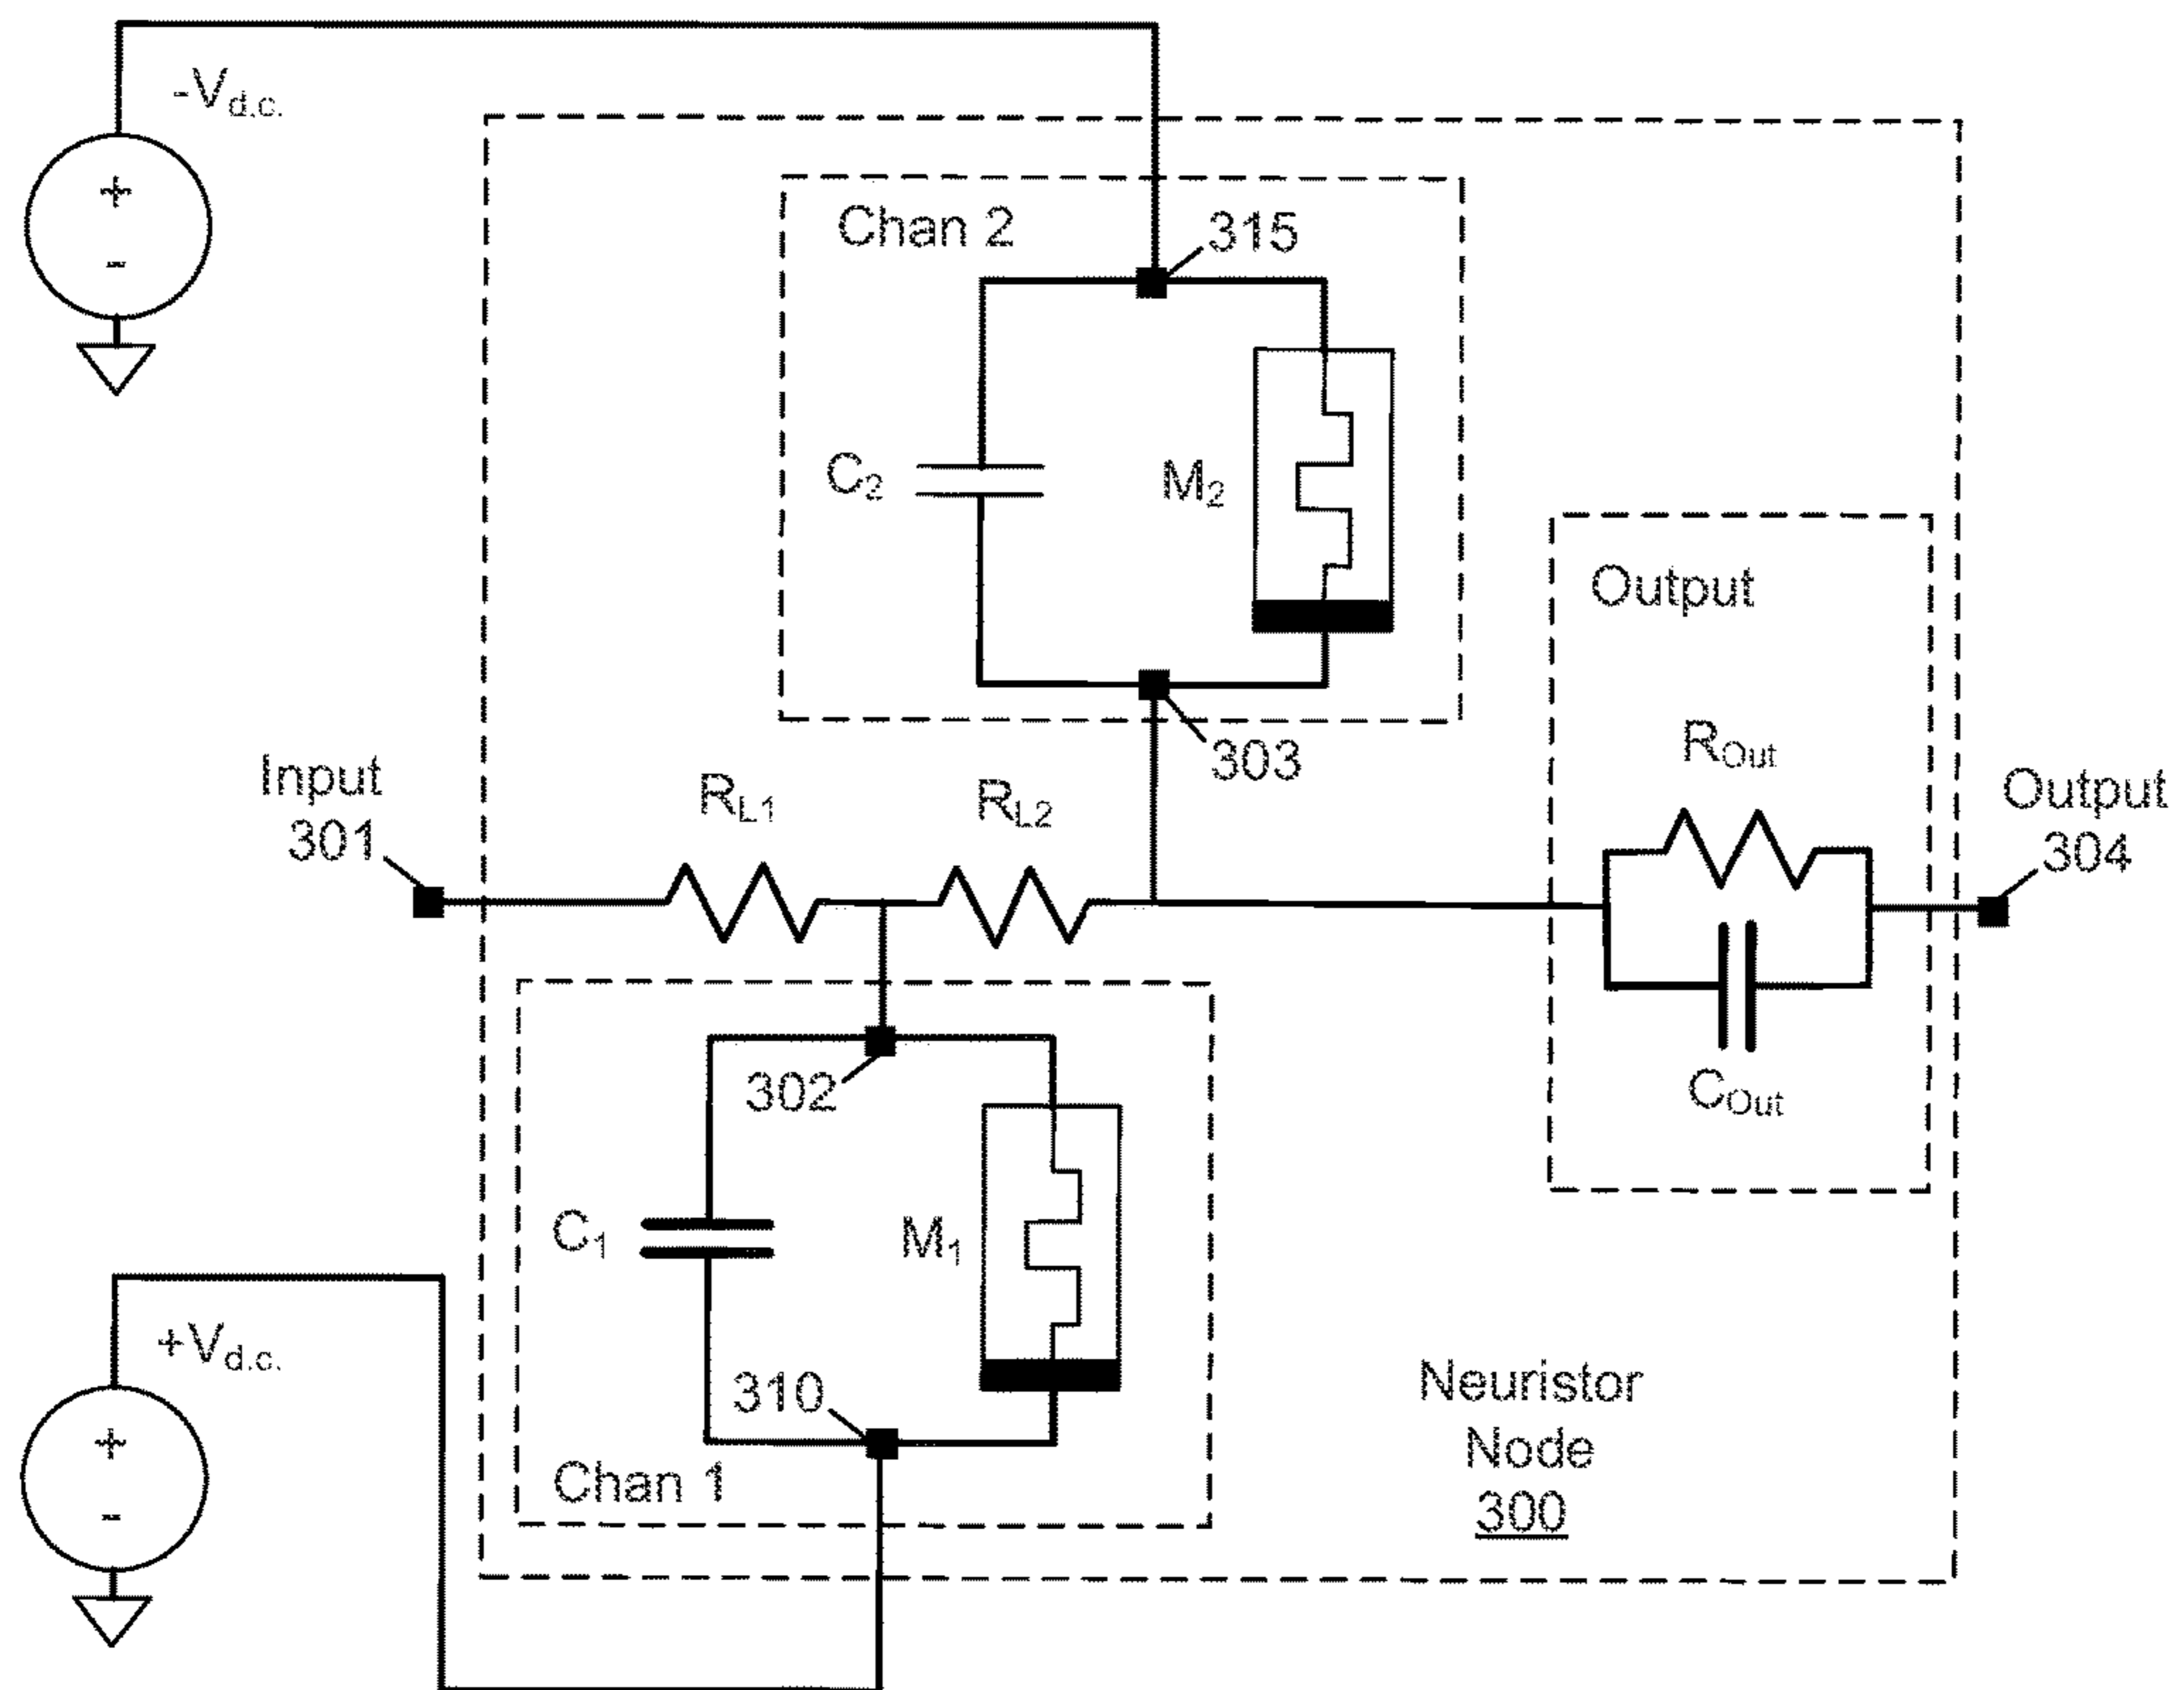 -Vd.c.
+
-
Chan 2
315
C2
M2
303
Output
ROut
COut
Input
301
RL1
RL2
Output
304
302
C1
M1
310
Chan 1
+Vd.c.
+
-
Neuristor
Node
300